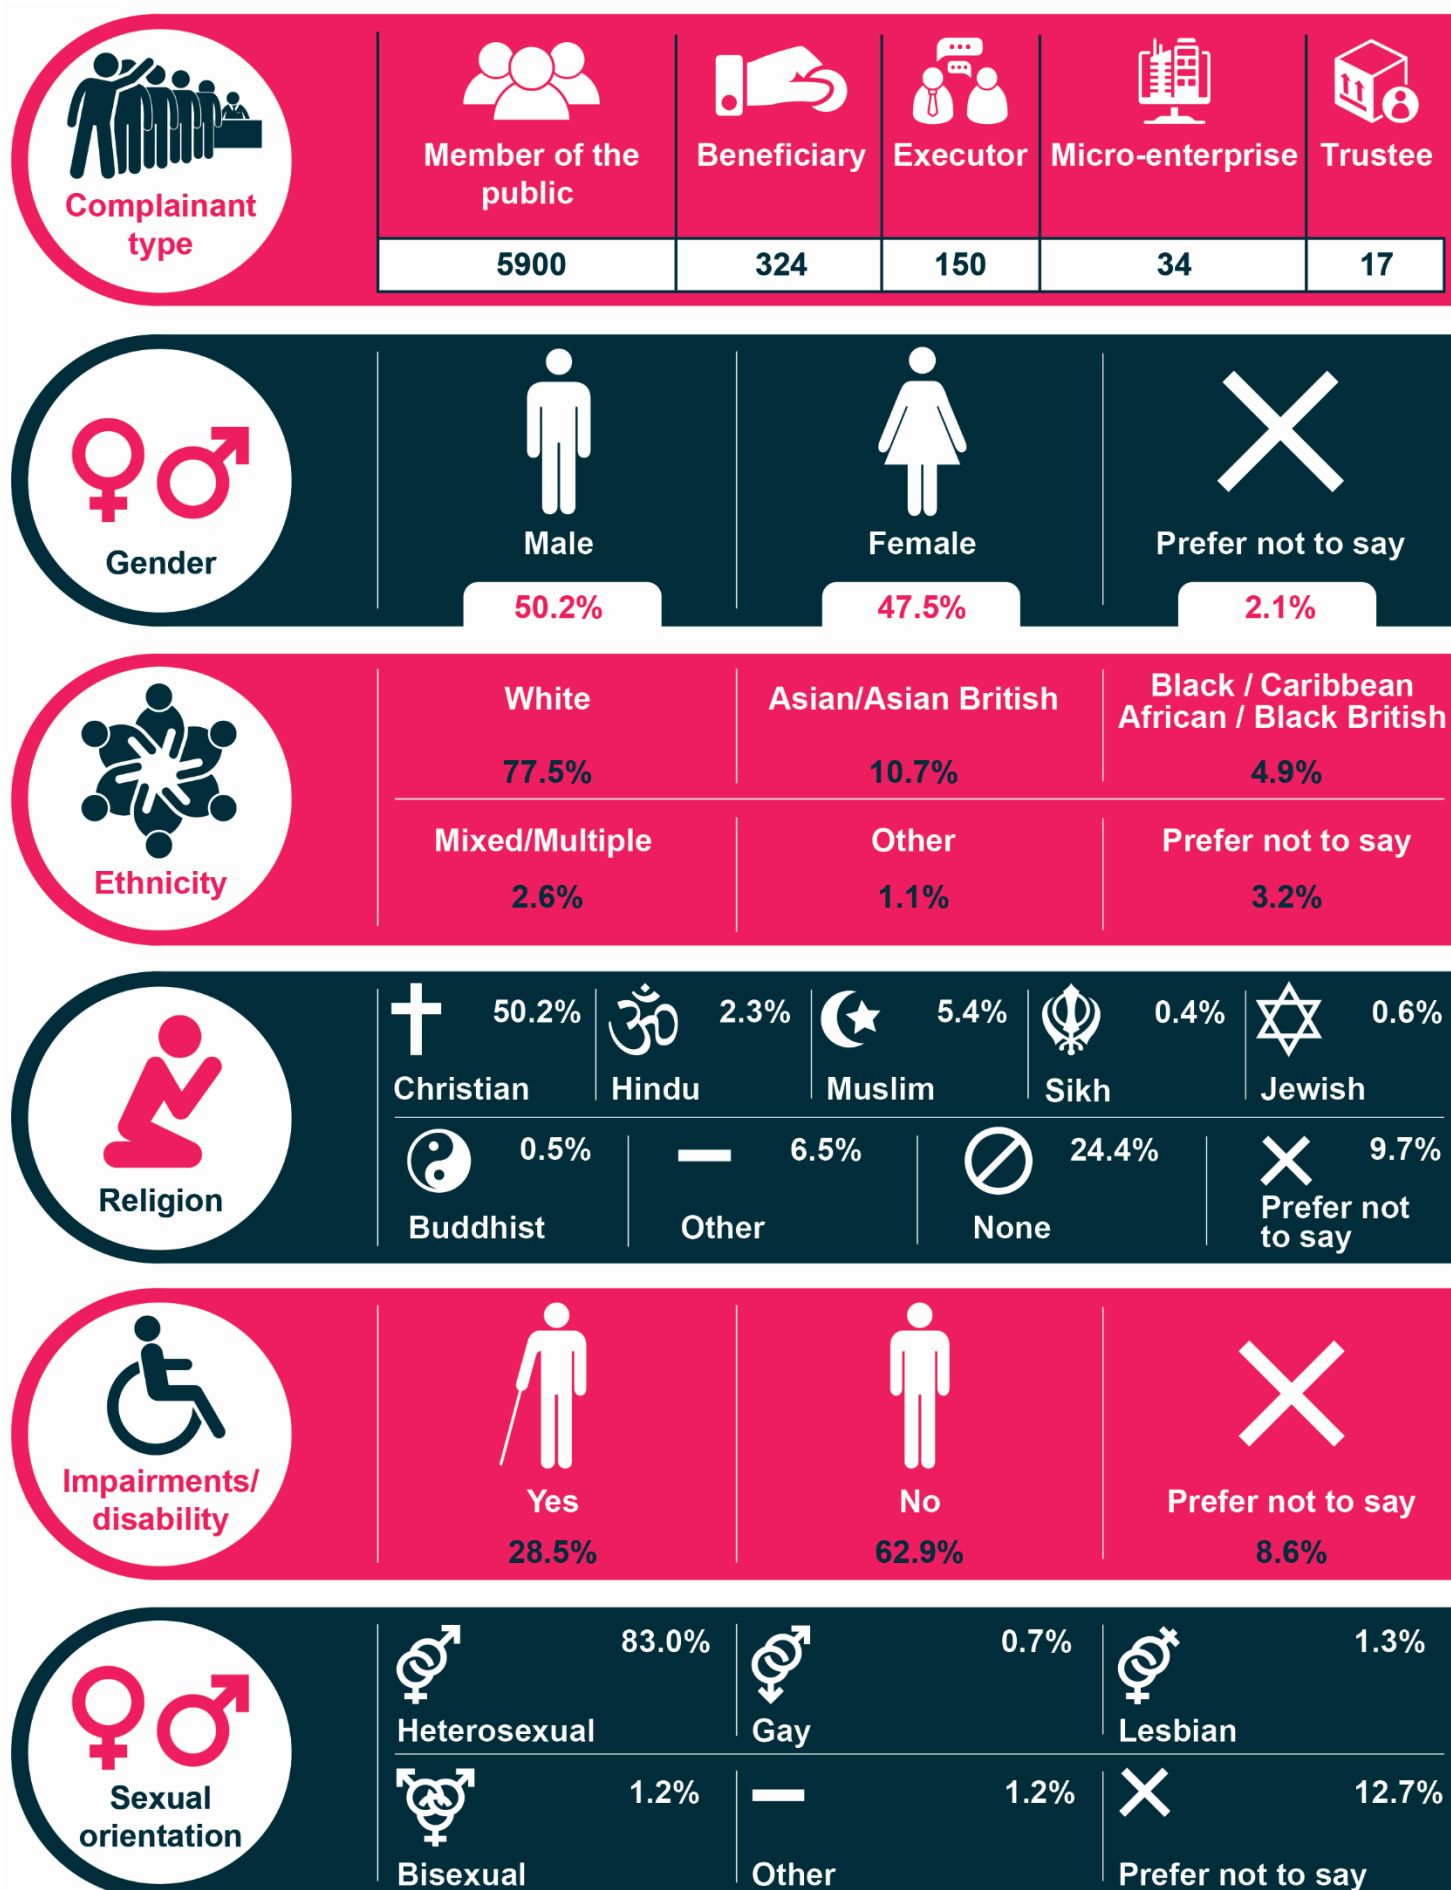 Complainant
type
Member of the
public
Beneficiary
Executor
Micro-enterprise
Trustee
5900
324
150
34
17
Gender
Male
Female
Prefer not to say
50.2%
47.5%
2.1%
Ethnicity
White
Asian/Asian British
Black / Caribbean
African / Black British
77.5%
10.7%
4.9%
Mixed/Multiple
Other
Prefer not to say
2.6%
1.1%
3.2%
Religion
50.2%
Christian
2.3%
Hindu
5.4%
Muslim
0.4%
Sikh
0.6%
Jewish
0.5%
Buddhist
6.5%
Other
24.4%
None
9.7%
Prefer not
to say
Impairments/
disability
Yes
No
Prefer not to say
28.5%
62.9%
8.6%
Sexual
orientation
83.0%
Heterosexual
0.7%
Gay
1.3%
Lesbian
1.2%
Bisexual
1.2%
Other
12.7%
Prefer not to say